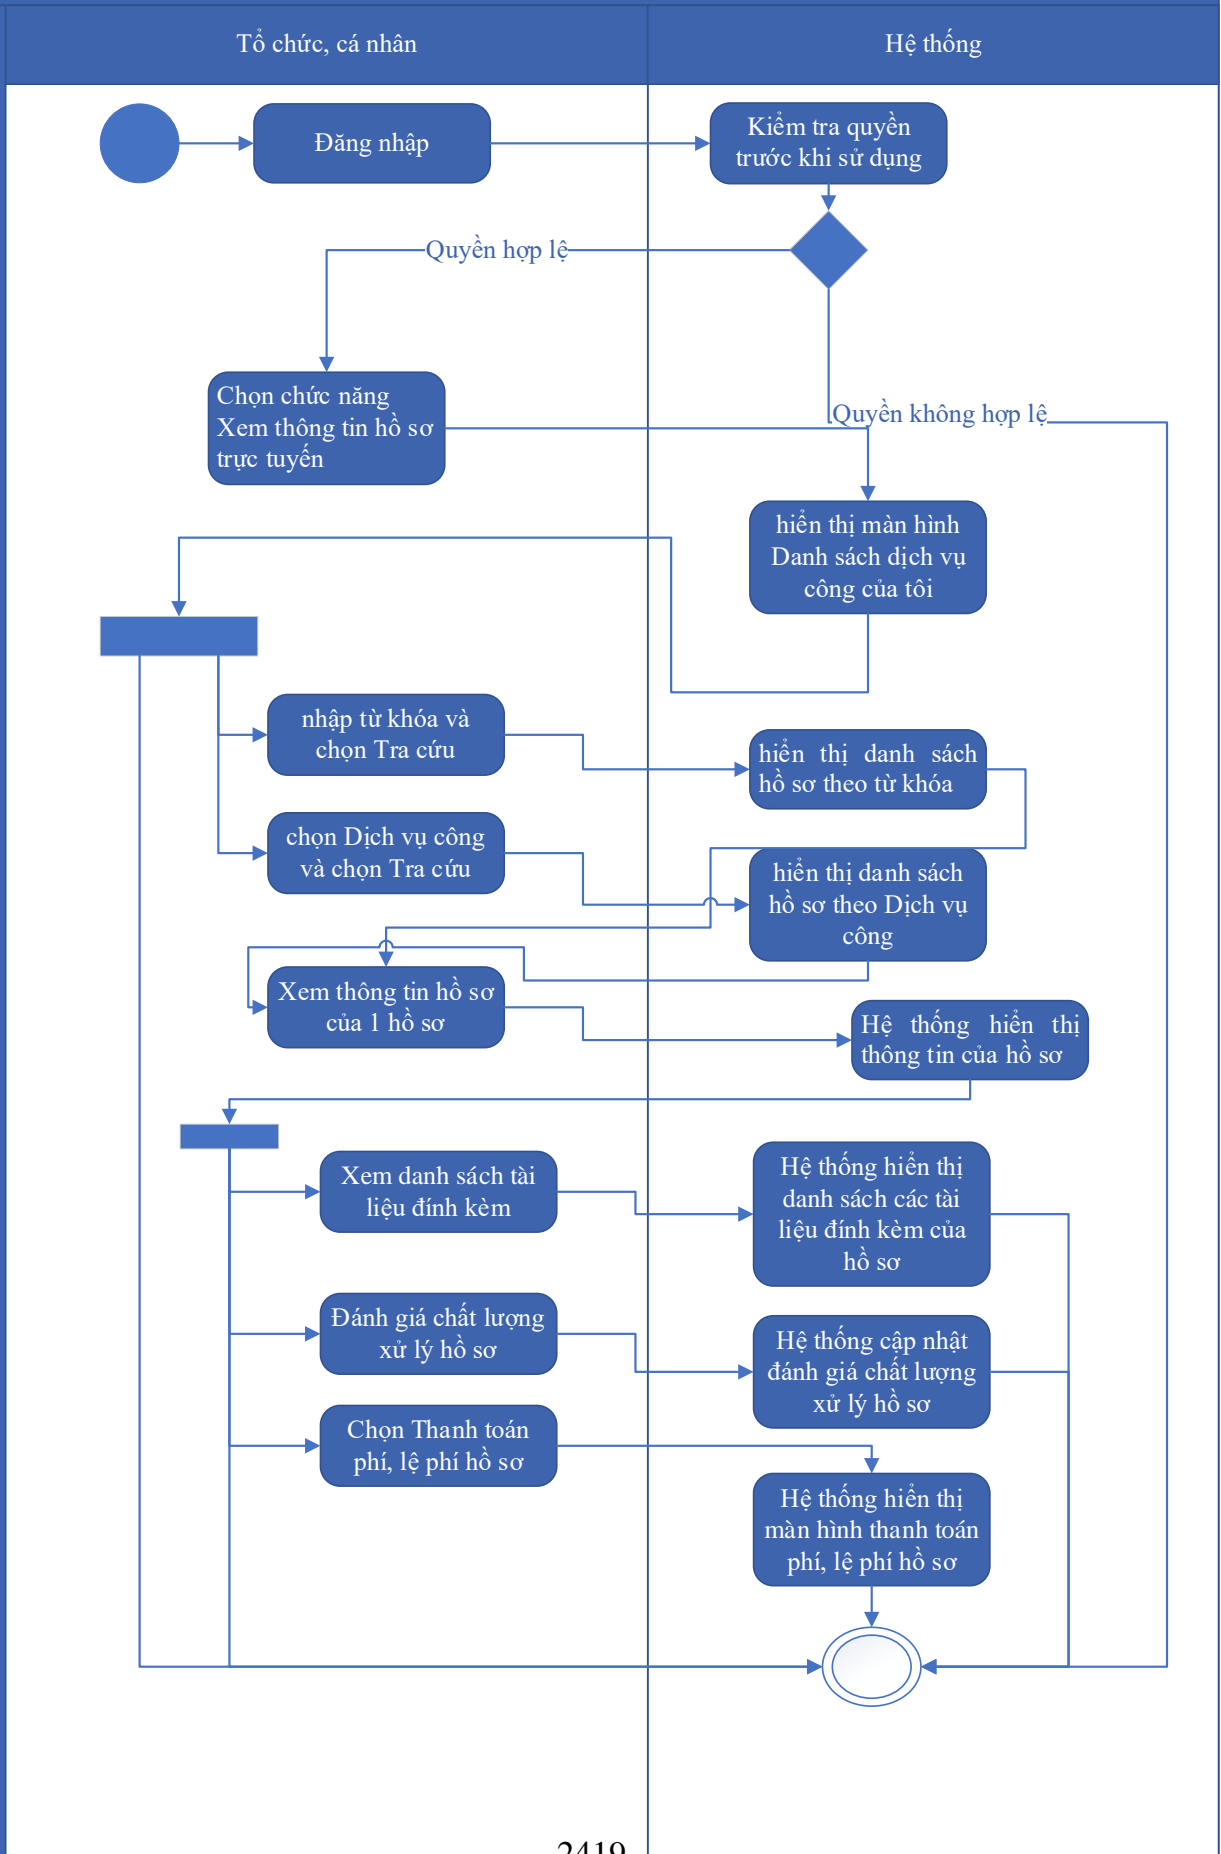 Tổ chức, cá nhân
Hệ thống
Đăng nhập
Kiểm tra quyền
trước khi sử dụng
Quyền hợp lệ
Chọn chức năng
Xem thông tin hồ sơ
trực tuyến
Quyền không hợp lệ
hiển thị màn hình
Danh sách dịch vụ
công của tôi
nhập từ khóa và
chọn Tra cứu
hiển thị danh sách
hồ sơ theo từ khóa
chọn Dịch vụ công
và chọn Tra cứu
hiển thị danh sách
hồ sơ theo Dịch vụ
công
Xem thông tin hồ sơ
của 1 hồ sơ
Hệ thống hiển thị
thông tin của hồ sơ
Xem danh sách tài
liệu đính kèm
Hệ thống hiển thị
danh sách các tài
liệu đính kèm của
hồ sơ
Đánh giá chất lượng
xử lý hồ sơ
Hệ thống cập nhật
đánh giá chất lượng
xử lý hồ sơ
Chọn Thanh toán
phí, lệ phí hồ sơ
Hệ thống hiển thị
màn hình thanh toán
phí, lệ phí hồ sơ
2419